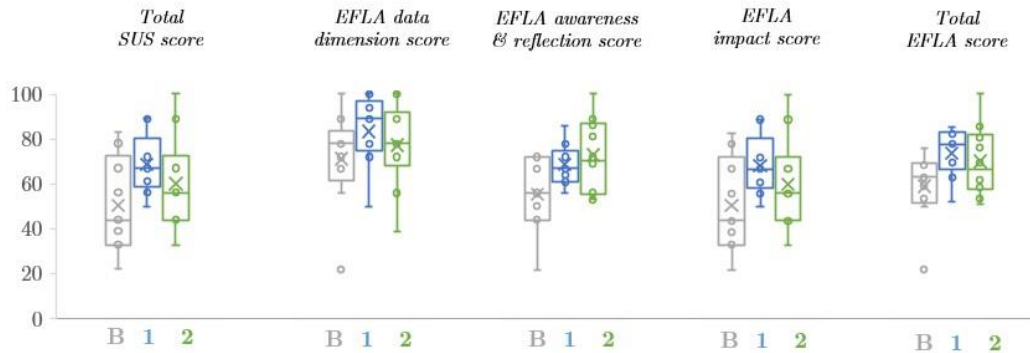 Total
SUS score
EFLA data
dimension score
EFLA awareness
& reflection score
EFLA
impact score
Total
EFLA score
100
80
60
40
20
0
B 1 2 B 1 2 B 1 2 B 1 2 B 1 2